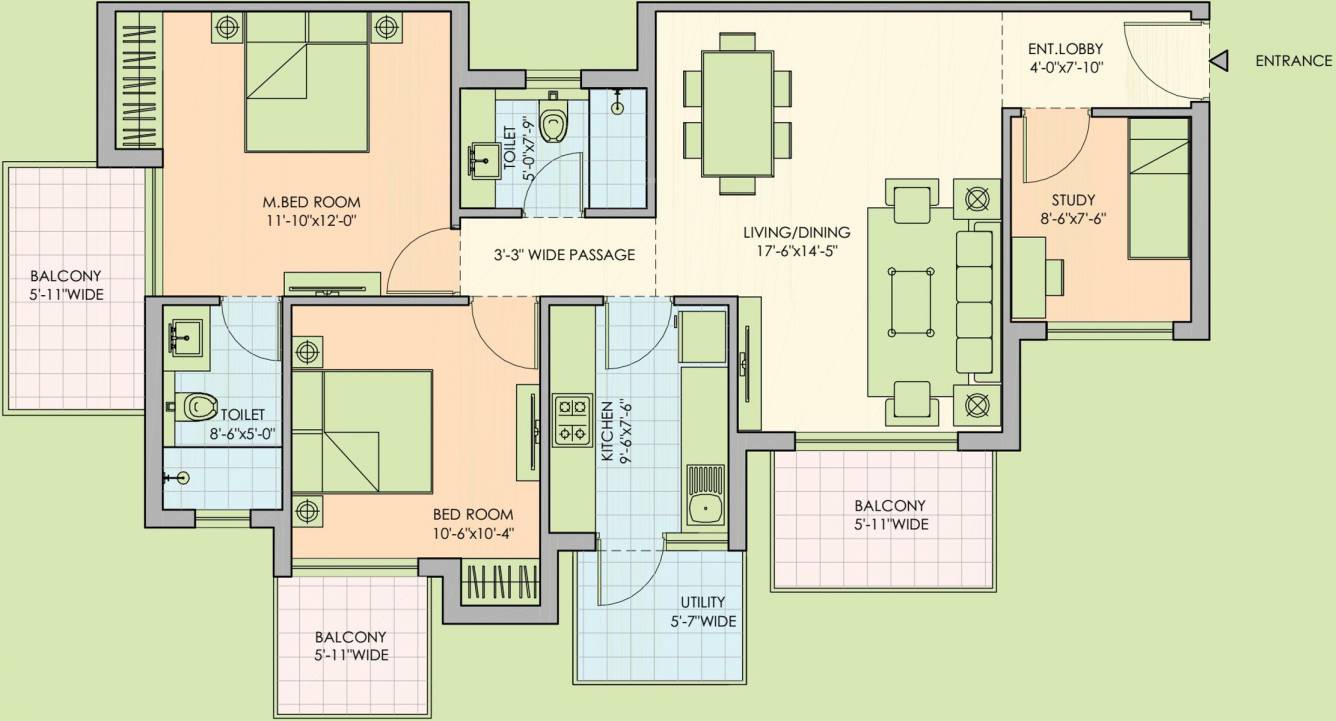 ENT.LOBBY
4'-0"x7'-10"
ENTRANCE
TOILET
5'-0"x7'-9"
M.BED ROOM
11'-10"x12'-0"
STUDY
8'-6"x7'-6"
LIVING/DINING
17'-6"x14'-5"
3'-3" WIDE PASSAGE
BALCONY
5'-11"WIDE
TOILET
8'-6"x5'-0"
KITCHEN
9'-6"x7'-6"
BED ROOM
10'-6"x10'-4"
BALCONY
5'-11"WIDE
UTILITY
5'-7"WIDE
BALCONY
5'-11"WIDE